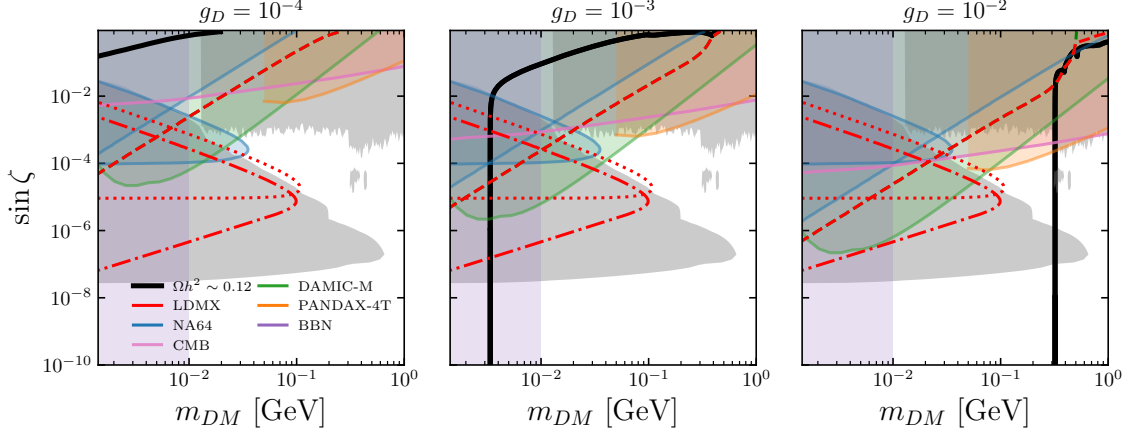 g_D = 10^{-4}
g_D = 10^{-3}
g_D = 10^{-2}
sin ζ
10^{-2}
10^{-4}
10^{-6}
10^{-8}
10^{-10}
Ωh² ∼ 0.12
LDMX
NA64
CMB
DAMIC-M
PANDAX-4T
BBN
10^{-2} 10^{-1} 10^{0}
10^{-2} 10^{-1} 10^{0}
10^{-2} 10^{-1} 10^{0}
m_{DM} [GeV]
m_{DM} [GeV]
m_{DM} [GeV]